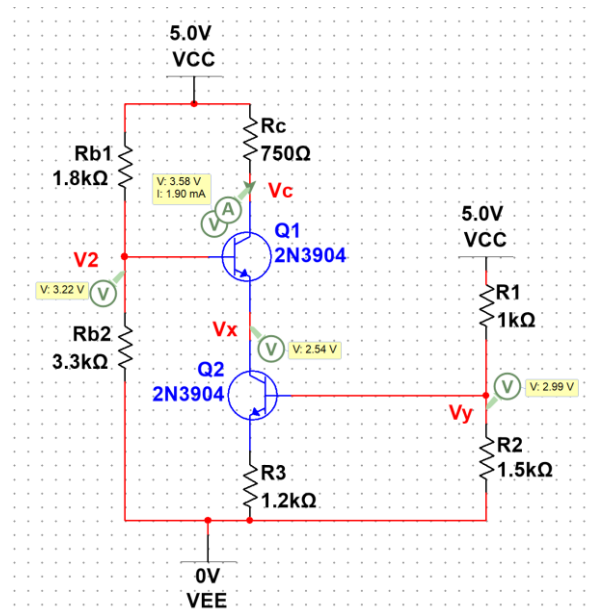 5.0V
VCC
Rc
750Ω
Rb1
1.8kΩ
V: 3.58 V
I: 1.90 mA
Vc
V
A
Q1
2N3904
5.0V
VCC
V2
V: 3.22 V
V
R1
1kΩ
Vx
V
V: 2.54 V
Rb2
3.3kΩ
Q2
2N3904
V
V: 2.99 V
Vy
R2
1.5kΩ
R3
1.2kΩ
0V
VEE